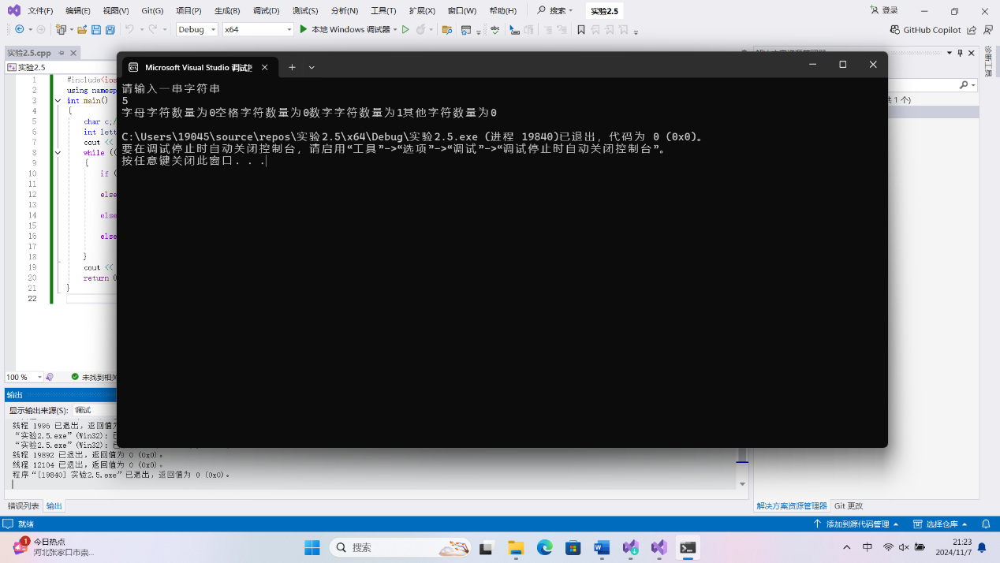 文件(F) 编辑(E) 视图(V) Git(G) 项目(P) 生成(B) 调试(D) 测试(S) 分析(N) 工具(T) 扩展(X) 窗口(W) 帮助(H) 搜索 实验2.5 登录
Debug x64 本地 Windows 调试器 GitHub Copilot
实验2.5.cpp
实验2.5
Microsoft Visual Studio 调试
请输入一串字符串
5
字母字符数量为0空格字符数量为0数字字符数量为1其他字符数量为0
C:\Users\19045\source\repos\实验2.5\x64\Debug\实验2.5.exe (进程 19840)已退出，代码为 0 (0x0)。
要在调试停止时自动关闭控制台，请启用“工具”->“选项”->“调试”->“调试停止时自动关闭控制台”。
按任意键关闭此窗口. . .
1 #include<ios
2 using namesp
3 int main()
4 {
5 char c;/
6 int lett
7 cout <<
8 while ((
9 {
10 if (
11
12 else
13
14 else
15
16 else
17
18 }
19 cout <<
20 return 0
21 }
22
共 1 个)
100 % 未找到相关
输出
显示输出来源(S): 调试
线程 1996 已退出，返回值为
“实验2.5.exe”(Win32): 已
“实验2.5.exe”(Win32): 已
线程 19892 已退出，返回值为 0 (0x0)。
线程 12104 已退出，返回值为 0 (0x0)。
程序“[19840] 实验2.5.exe”已退出，返回值为 0 (0x0)。
错误列表 输出 解决方案资源管理器 Git 更改
就绪 添加到源代码管理 选择仓库
1 今日热点
河北张家口市崇...
搜索
中
21:23
2024/11/7